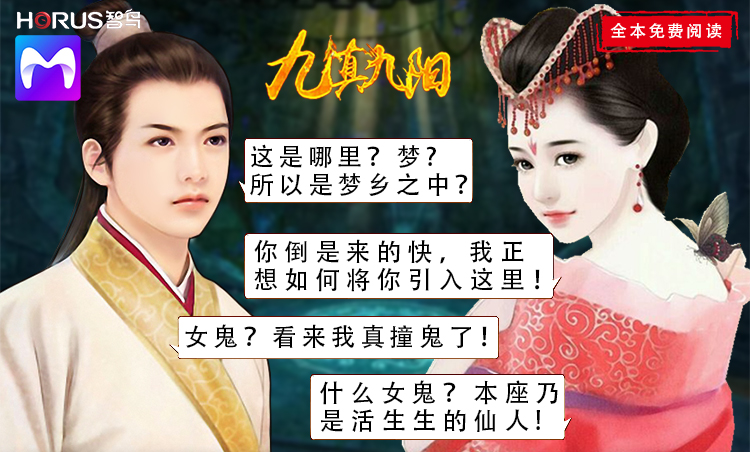 HORUS智鸟
全本免费阅读
九镇九阳
这是哪里？梦？
所以是梦乡之中？
你倒是来的快，我正
想如何将你引入这里！
女鬼？看来我真撞鬼了！
什么女鬼？本座乃
是活生生的仙人！